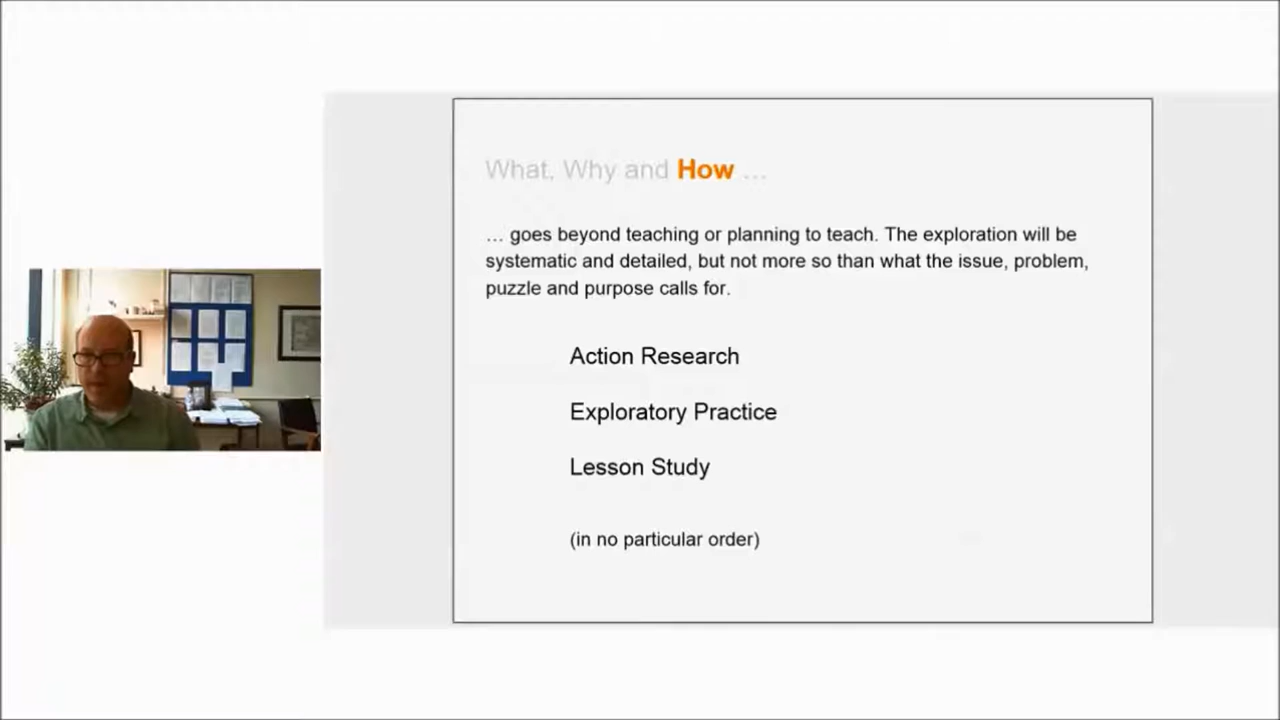 What, Why and How ...
... goes beyond teaching or planning to teach. The exploration will be
systematic and detailed, but not more so than what the issue, problem,
puzzle and purpose calls for.
Action Research
Exploratory Practice
Lesson Study
(in no particular order)